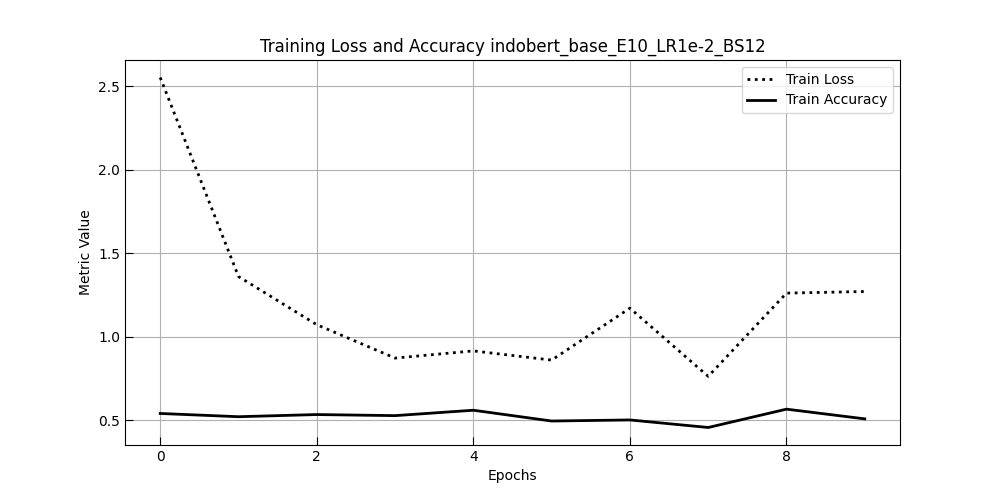 Training Loss and Accuracy indobert_base_E10_LR1e-2_BS12
Train Loss
Train Accuracy
2.5
2.0
1.5
1.0
0.5
Metric Value
0 2 4 6 8
Epochs